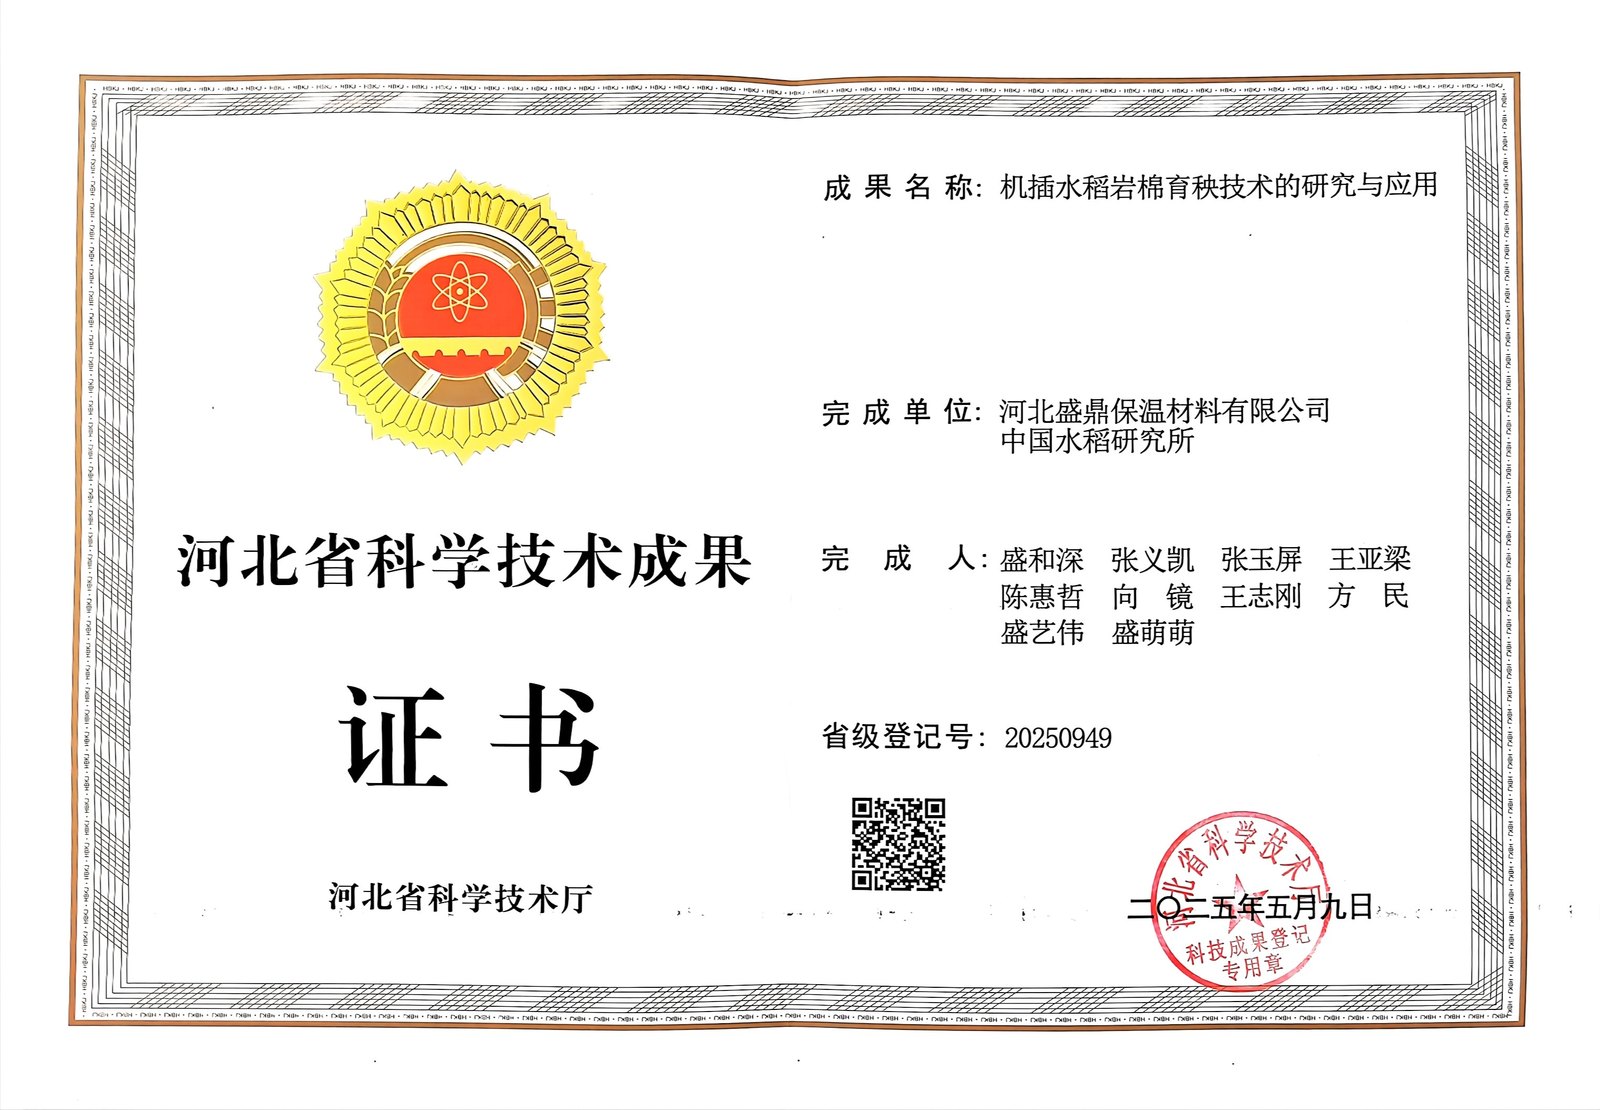 河北省科学技术成果
证书
河北省科学技术厅
成果名称：机插水稻岩棉育秧技术的研究与应用
完成单位：河北盛鼎保温材料有限公司
中国水稻研究所
完成人：盛和深 张义凯 张玉屏 王亚梁
陈惠哲 向镜 王志刚 方民
盛艺伟 盛萌萌
省级登记号：20250949
二〇二五年五月九日
河北省科学技术厅
科技成果登记
专用章